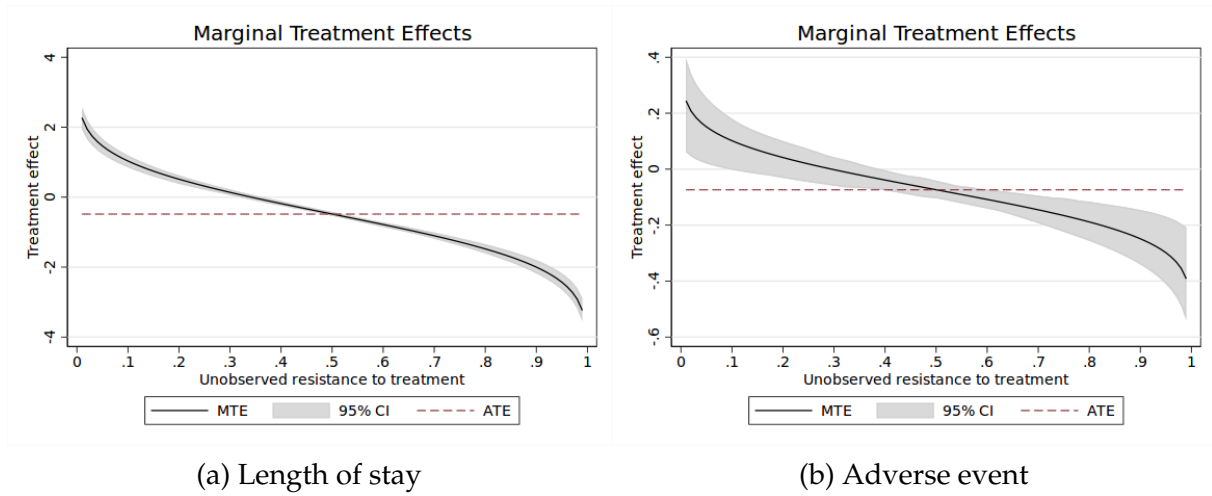 Marginal Treatment Effects
4
2
0
-2
-4
Treatment effect
0 .1 .2 .3 .4 .5 .6 .7 .8 .9 1
Unobserved resistance to treatment
MTE 95% CI ATE
(a) Length of stay
Marginal Treatment Effects
.4
.2
0
-.2
-.4
-.6
Treatment effect
0 .1 .2 .3 .4 .5 .6 .7 .8 .9 1
Unobserved resistance to treatment
MTE 95% CI ATE
(b) Adverse event